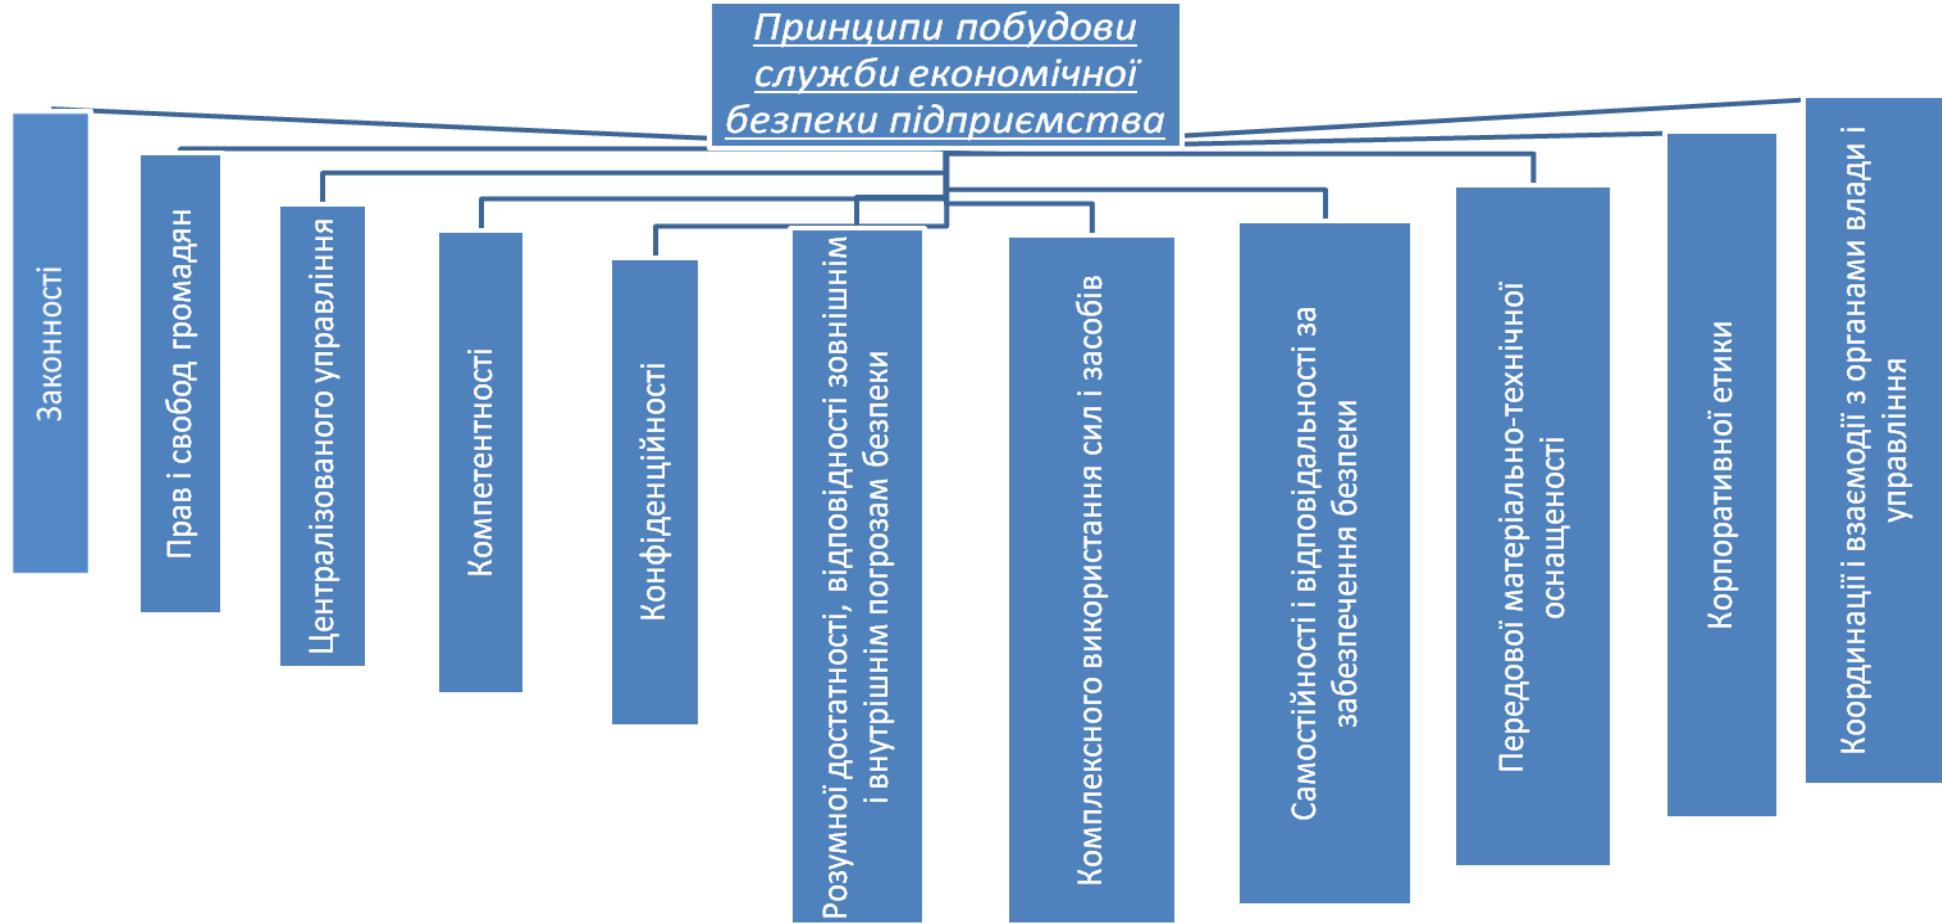 Принципи побудови
служби економічної
безпеки підприємства
Законності
Прав і свобод громадян
Централізованого управління
Компетентності
Конфіденційності
Розумної достатності, відповідності зовнішнім
і внутрішнім погрозам безпеки
Комплексного використання сил і засобів
Самостійності і відповідальності за
забезпечення безпеки
Передової матеріально-технічної
оснащеності
Корпоративної етики
Координації і взаємодії з органами влади і
управління